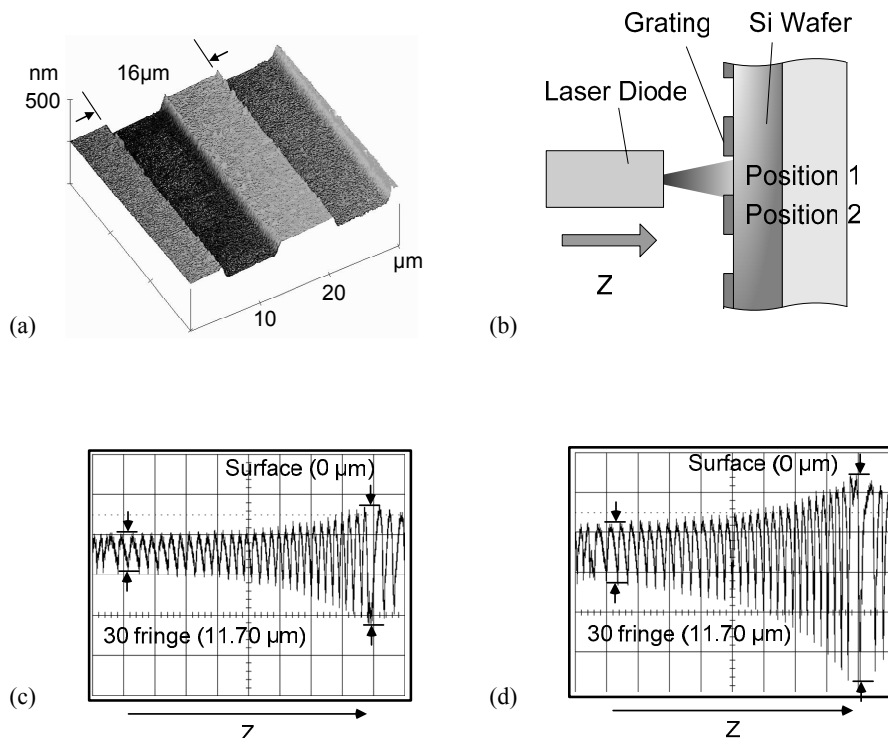 nm
500
16µm
µm
20
10
(a)
Grating
Si Wafer
Laser Diode
Position 1
Position 2
Z
(b)
Surface (0 µm)
30 fringe (11.70 µm)
(c)
Z
Surface (0 µm)
30 fringe (11.70 µm)
(d)
Z